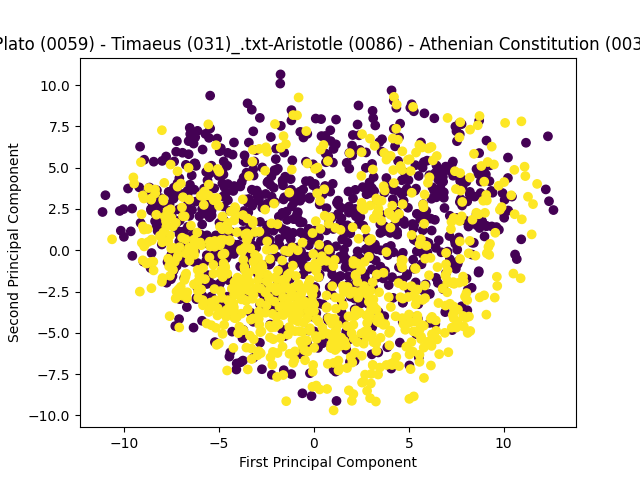 Plato (0059) - Timaeus (031)_.txt-Aristotle (0086) - Athenian Constitution (003
10.0
7.5
5.0
2.5
0.0
−2.5
−5.0
−7.5
−10.0
Second Principal Component
−10 −5 0 5 10
First Principal Component